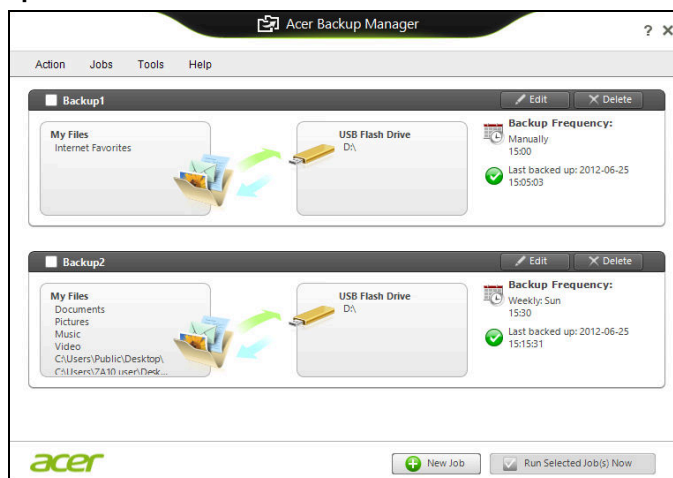 Acer Backup Manager
? X
Action Jobs Tools Help
Backup1
Edit
Delete
My Files
Internet Favorites
USB Flash Drive
D:\
Backup Frequency:
Manually
15:00
Last backed up: 2012-06-25
15:05:03
Backup2
Edit
Delete
My Files
Documents
Pictures
Music
Video
C:\Users\Public\Desktop\
C:\Users\ZA10 user\Desk...
USB Flash Drive
D:\
Backup Frequency:
Weekly: Sun
15:30
Last backed up: 2012-06-25
15:15:31
acer
New Job
Run Selected Job(s) Now